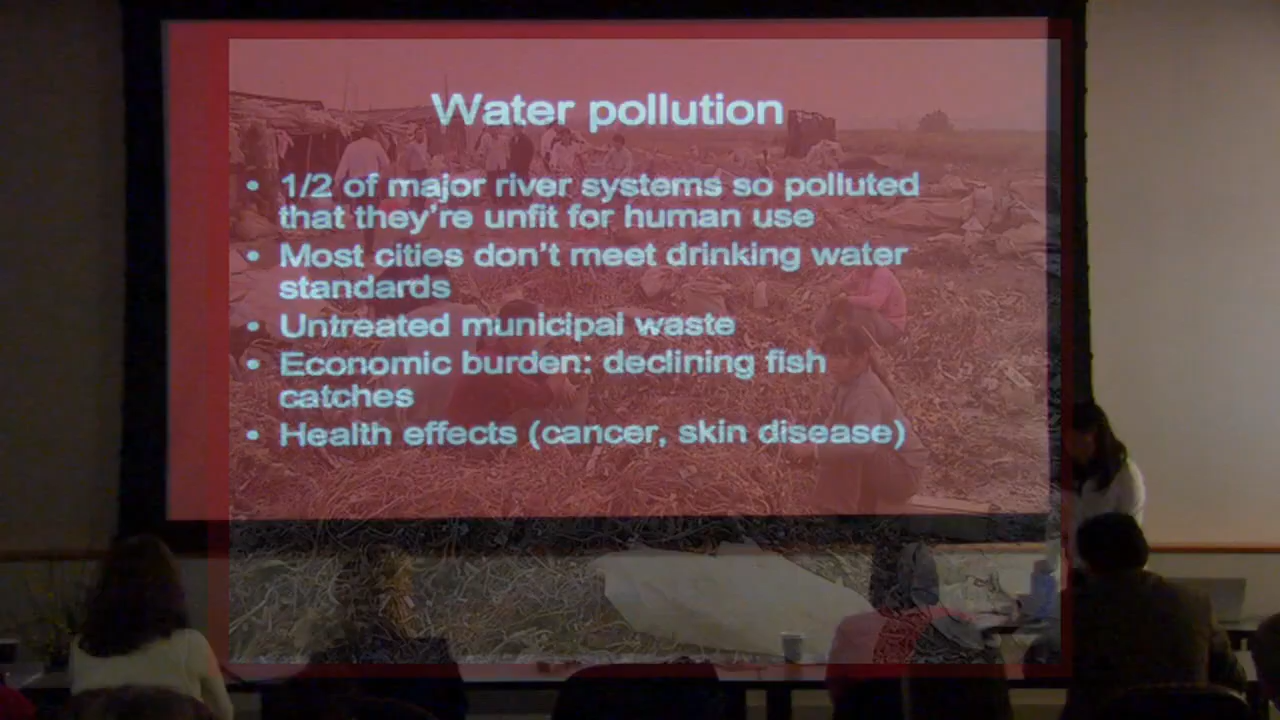 Water pollution
• 1/2 of major river systems so polluted
that they're unfit for human use
• Most cities don't meet drinking water
standards
• Untreated municipal waste
• Economic burden: declining fish
catches
• Health effects (cancer, skin disease)